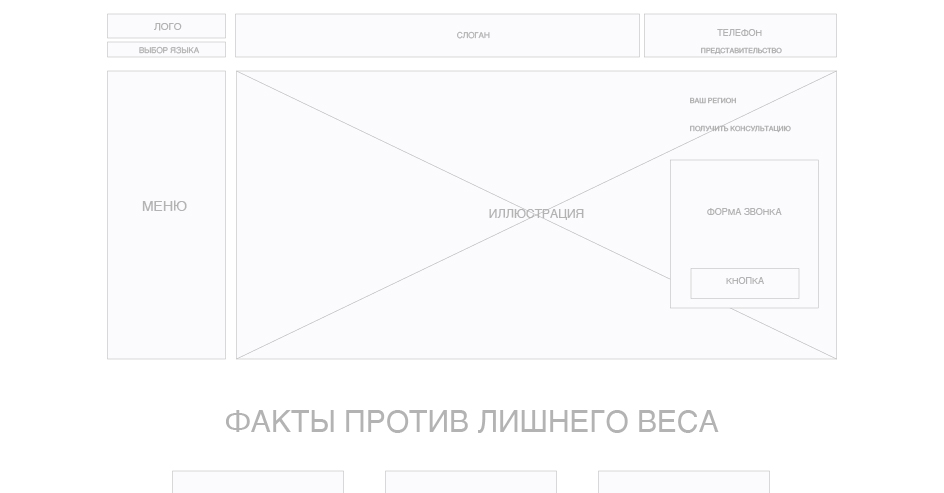 ЛОГО
ВЫБОР ЯЗЫКА
СЛОГАН
ТЕЛЕФОН
ПРЕДСТАВИТЕЛЬСТВО
МЕНЮ
ИЛЛЮСТРАЦИЯ
ВАШ РЕГИОН
ПОЛУЧИТЬ КОНСУЛЬТАЦИЮ
ФОРМА ЗВОНКА
КНОПКА
ФАКТЫ ПРОТИВ ЛИШНЕГО ВЕСА